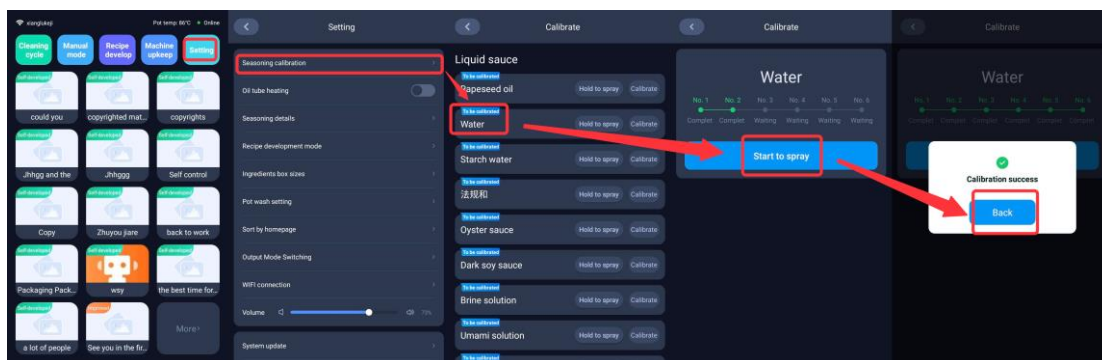 xianglukeji
Pot temp 86°C • Online
Cleaning cycle
Manual mode
Recipe develop
Machine upkeep
Setting
Self-developed
Self-developed
Self-developed
could you
copyrighted mat...
copyrights
Self-developed
Self-developed
Self-developed
Jhhgg and the
Jhhggg
Self control
Self-developed
Self-developed
Self-developed
Copy
Zhuyou jiare
back to work
Self-developed
Self-developed
Self-developed
Packaging Pack...
wsy
the best time for...
Self-developed
a lot of people
See you in the fir...
More›
Setting
Seasoning calibration
Oil tube heating
Seasoning details
Recipe development mode
Ingredients box sizes
Pot wash setting
Sort by homepage
Output Mode Switching
WIFI connection
Volume
System update
Calibrate
Liquid sauce
To be calibrated
Rapeseed oil Hold to spray Calibrate
To be calibrated
Water Hold to spray Calibrate
To be calibrated
Starch water Hold to spray Calibrate
To be calibrated
法规和 Hold to spray Calibrate
To be calibrated
Oyster sauce Hold to spray Calibrate
To be calibrated
Dark soy sauce Hold to spray Calibrate
To be calibrated
Brine solution Hold to spray Calibrate
To be calibrated
Umami solution Hold to spray Calibrate
To be calibrated
Calibrate
Water
No. 1 No. 2 No. 3 No. 4 No. 5 No. 6
Complet Complet Waiting Waiting Waiting Waiting
Start to spray
Calibrate
Water
No. 1 No. 2 No. 3 No. 4 No. 5 No. 6
Complet Complet Complet Complet Complet Complet
Calibration success
Back